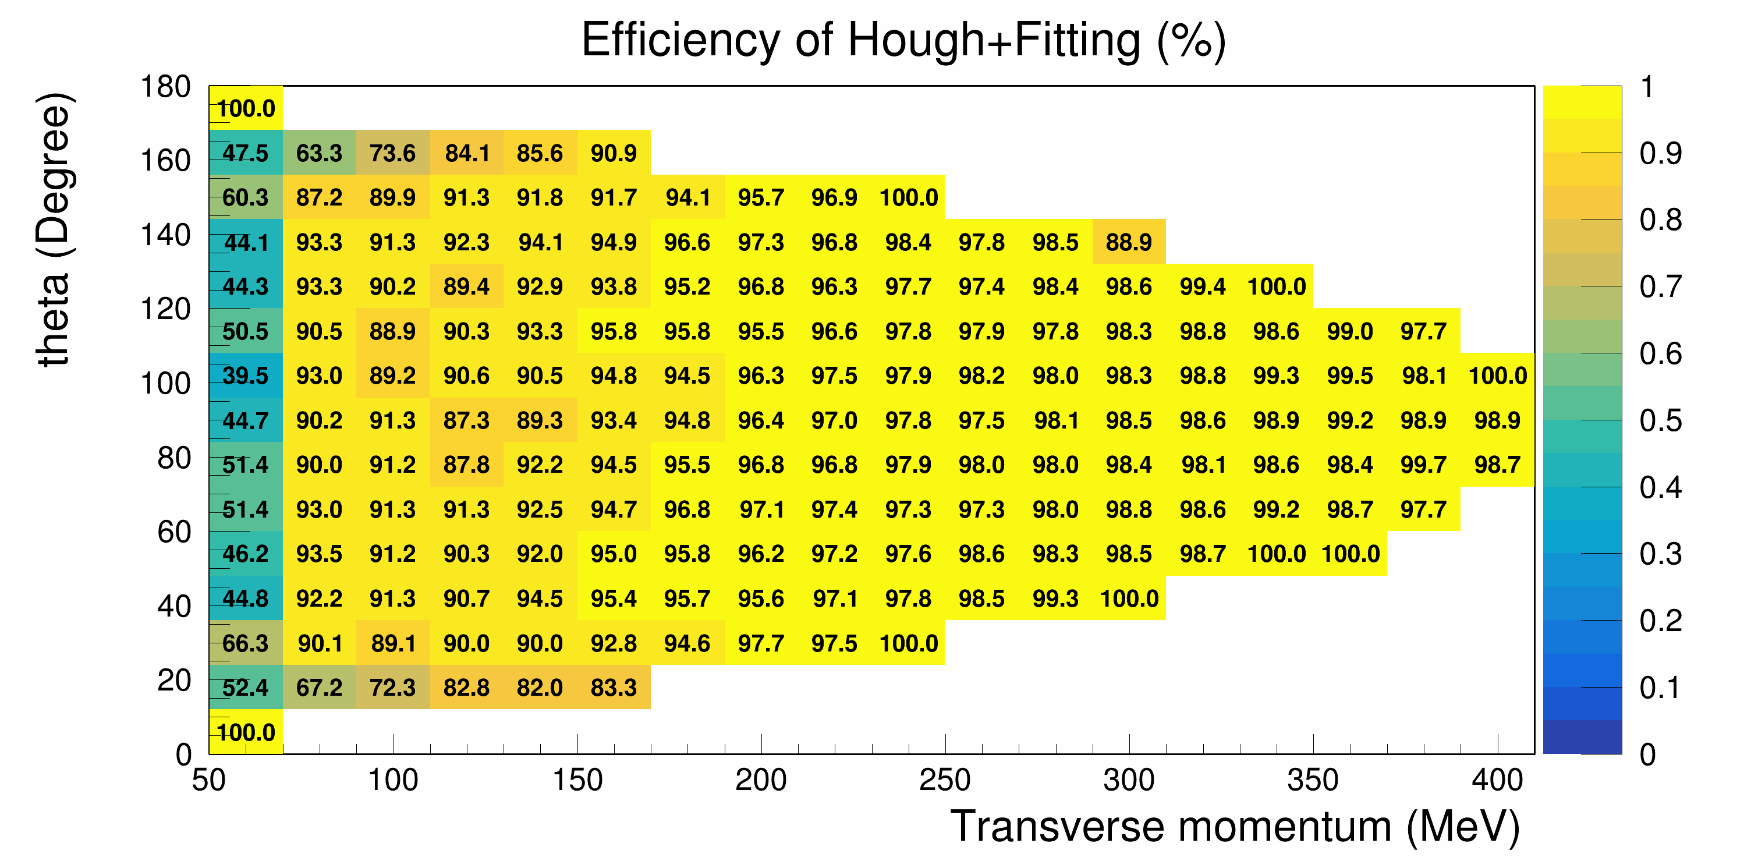 Efficiency of Hough+Fitting (%)
theta (Degree)
180 100.0 1
160 47.5 63.3 73.6 84.1 85.6 90.9 0.9
60.3 87.2 89.9 91.3 91.8 91.7 94.1 95.7 96.9 100.0
140 44.1 93.3 91.3 92.3 94.1 94.9 96.6 97.3 96.8 98.4 97.8 98.5 88.9 0.8
44.3 93.3 90.2 89.4 92.9 93.8 95.2 96.8 96.3 97.7 97.4 98.4 98.6 99.4 100.0 0.7
120 50.5 90.5 88.9 90.3 93.3 95.8 95.8 95.5 96.6 97.8 97.9 97.8 98.3 98.8 98.6 99.0 97.7 0.6
100 39.5 93.0 89.2 90.6 90.5 94.8 94.5 96.3 97.5 97.9 98.2 98.0 98.3 98.8 99.3 99.5 98.1 100.0
44.7 90.2 91.3 87.3 89.3 93.4 94.8 96.4 97.0 97.8 97.5 98.1 98.5 98.6 98.9 99.2 98.9 98.9 0.5
80 51.4 90.0 91.2 87.8 92.2 94.5 95.5 96.8 96.8 97.9 98.0 98.0 98.4 98.1 98.6 98.4 99.7 98.7 0.4
51.4 93.0 91.3 91.3 92.5 94.7 96.8 97.1 97.4 97.3 97.3 98.0 98.8 98.6 99.2 98.7 97.7
60 46.2 93.5 91.2 90.3 92.0 95.0 95.8 96.2 97.2 97.6 98.6 98.3 98.5 98.7 100.0 100.0 0.3
40 44.8 92.2 91.3 90.7 94.5 95.4 95.7 95.6 97.1 97.8 98.5 99.3 100.0 0.2
66.3 90.1 89.1 90.0 90.0 92.8 94.6 97.7 97.5 100.0
20 52.4 67.2 72.3 82.8 82.0 83.3 0.1
100.0
0 0
50 100 150 200 250 300 350 400
Transverse momentum (MeV)